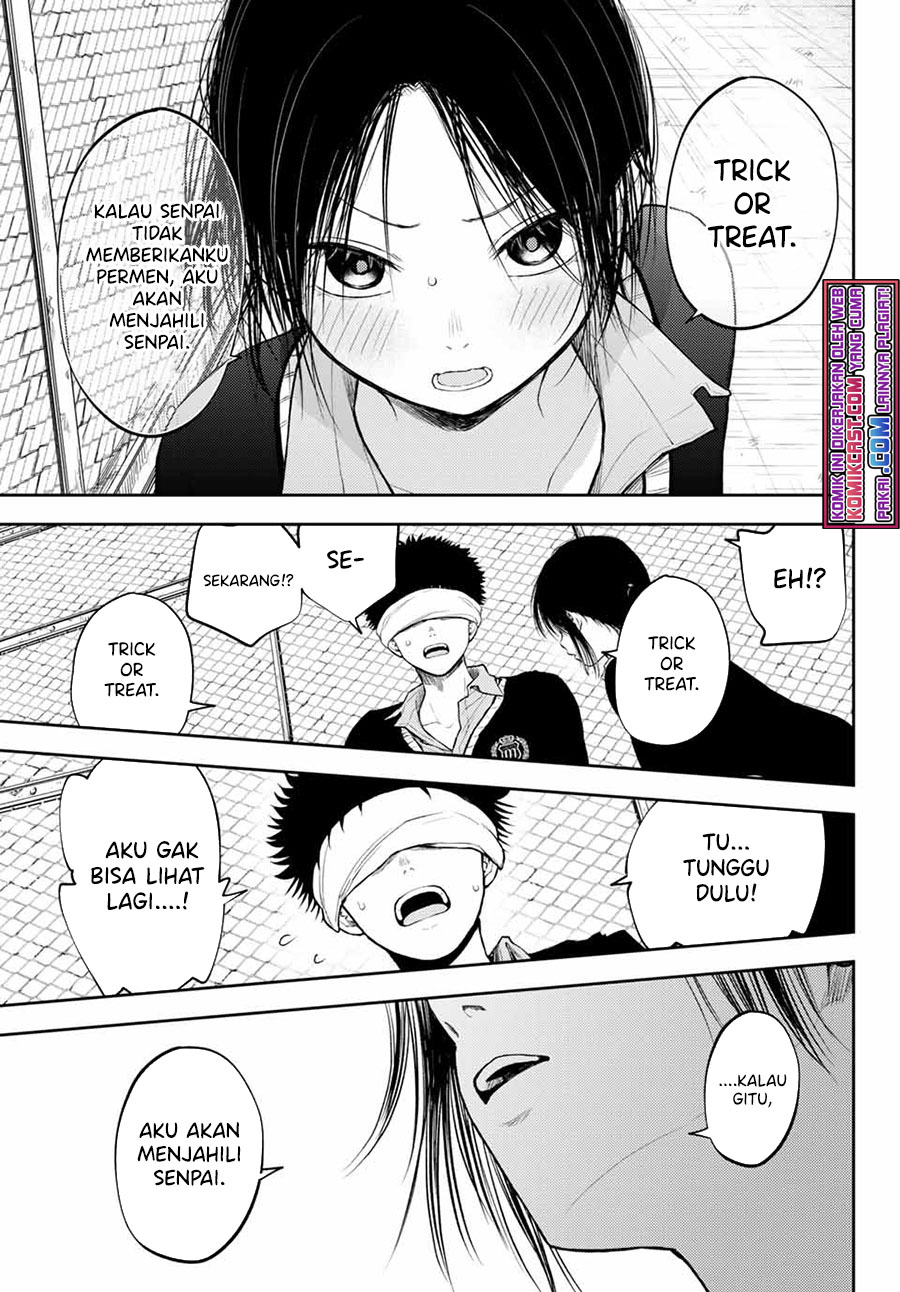 TRICK
OR
TREAT.
KALAU SENPAI
TIDAK
MEMBERIKANKU
PERMEN, AKU
AKAN
MENJAHILI
SENPAI.
KOMIK INI DIKERJAKAN OLEH WEB
KOMIKCAST.COM YANG CUMA
PAKAI .COM LAINNYA PLAGIAT!
EH!?
SE-
SEKARANG!?
TRICK
OR
TREAT.
TRICK
OR
TREAT.
TU...
TUNGGU
DULU!
AKU GAK
BISA LIHAT
LAGI....!
....KALAU
GITU,
AKU AKAN
MENJAHILI
SENPAI.